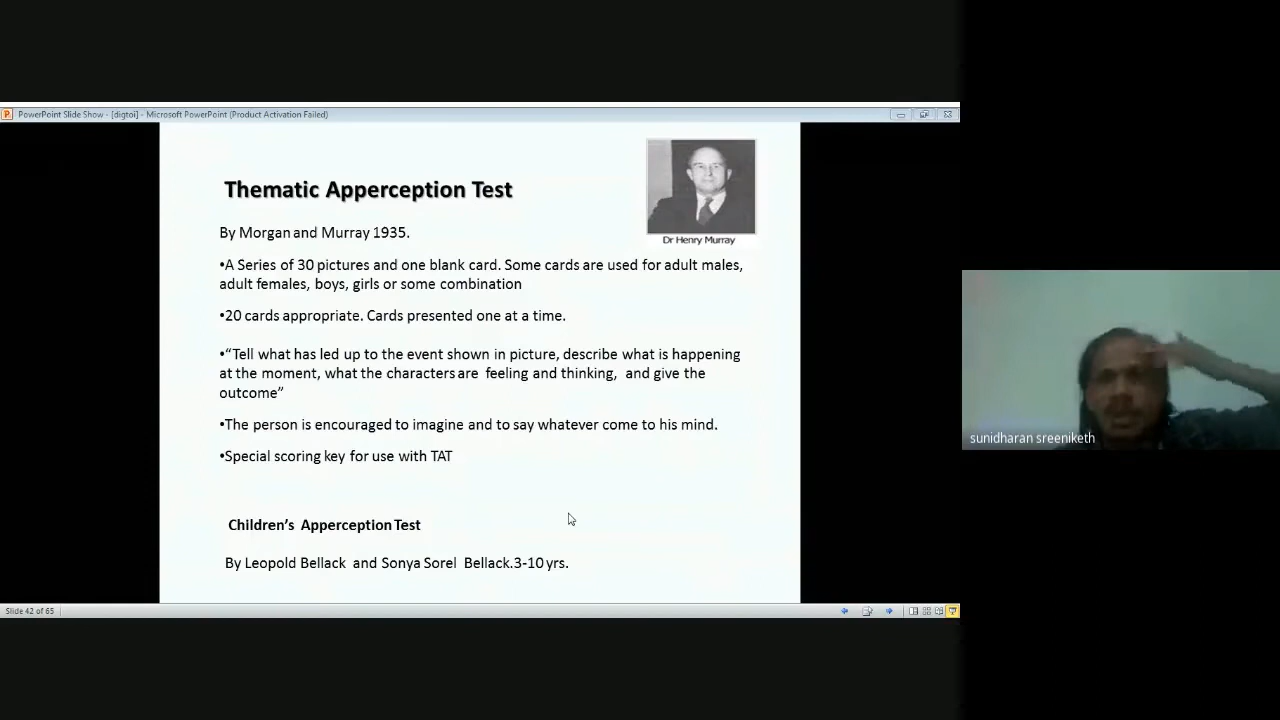 PowerPoint Slide Show - [digtoi] - Microsoft PowerPoint (Product Activation Failed)
Thematic Apperception Test
Dr Henry Murray
By Morgan and Murray 1935.
•A Series of 30 pictures and one blank card. Some cards are used for adult males,
adult females, boys, girls or some combination
•20 cards appropriate. Cards presented one at a time.
•“Tell what has led up to the event shown in picture, describe what is happening
at the moment, what the characters are feeling and thinking, and give the
outcome”
•The person is encouraged to imagine and to say whatever come to his mind.
•Special scoring key for use with TAT
sunidharan sreeniketh
Children’s Apperception Test
By Leopold Bellack and Sonya Sorel Bellack.3-10 yrs.
Slide 42 of 65